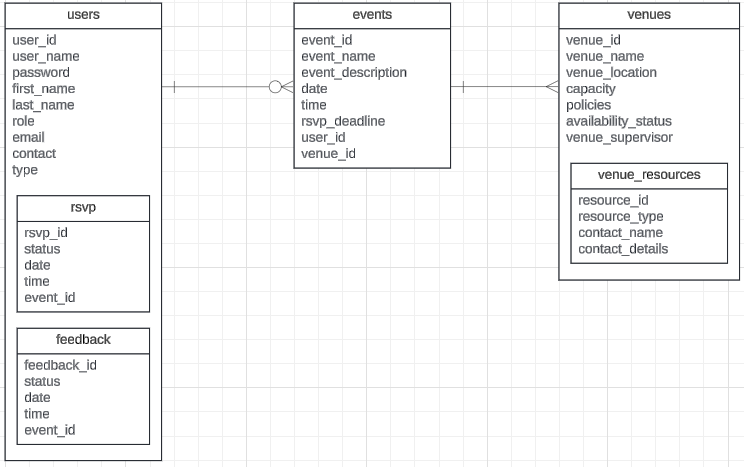 users
user_id
user_name
password
first_name
last_name
role
email
contact
type
rsvp
rsvp_id
status
date
time
event_id
feedback
feedback_id
status
date
time
event_id
events
event_id
event_name
event_description
date
time
rsvp_deadline
user_id
venue_id
venues
venue_id
venue_name
venue_location
capacity
policies
availability_status
venue_supervisor
venue_resources
resource_id
resource_type
contact_name
contact_details